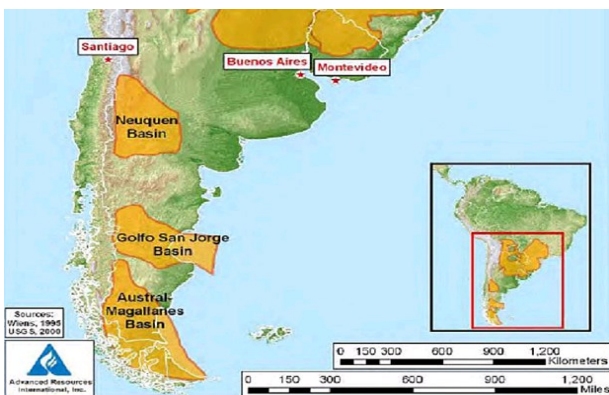 Santiago
Buenos Aires
Montevideo
Neuquen
Basin
Golfo San Jorge
Basin
Austral-
Magallanes
Basin
Sources:
Wiens, 1995
USGS, 2000
Advanced Resources
International, Inc.
0 150 300 600 900 1,200
Kilometers
0 150 300 600 900 1,200
Miles